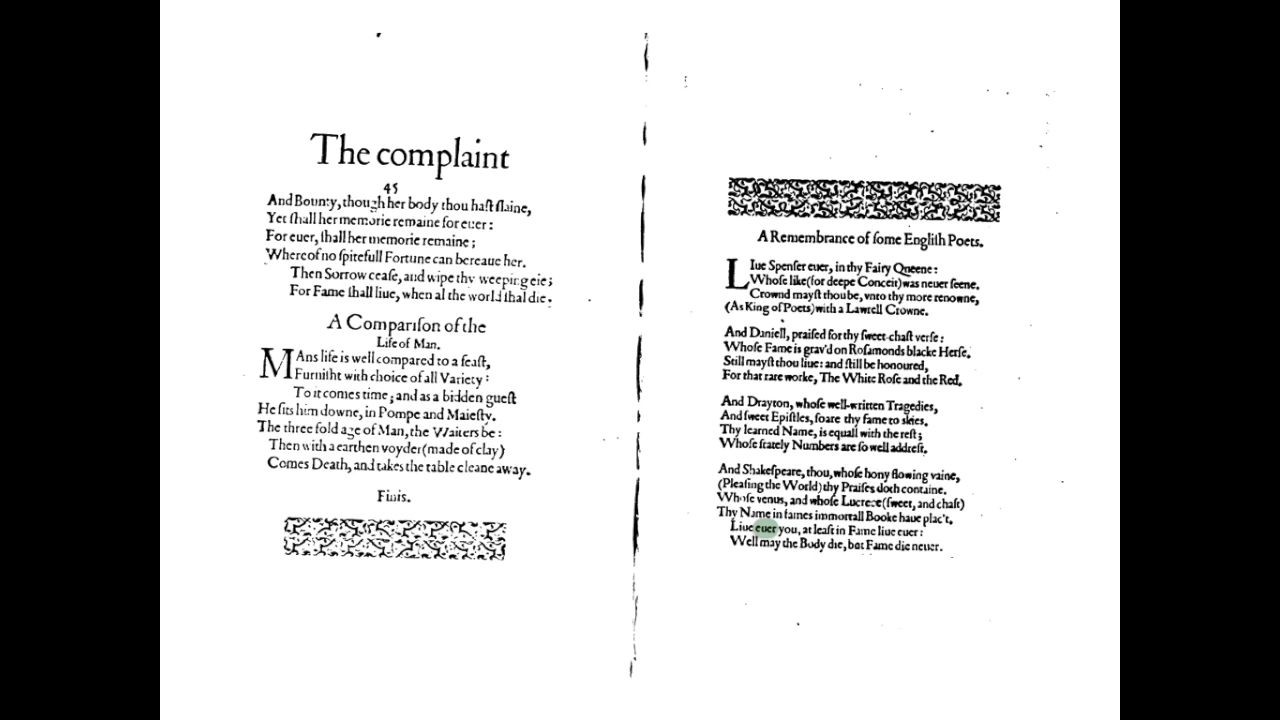 The complaint
45
And Bounty, though her body thou haſt ſlaine,
Yet ſhall her memorie remaine for euer:
For euer, ſhall her memorie remaine;
Whereof no ſpitefull Fortune can bereaue her.
Then Sorrow ceaſe, and wipe thy weeping eie;
For Fame ſhall liue, when al the world ſhal die.
A Compariſon of the
Life of Man.
MAns life is well compared to a feaſt,
Furniſht with choice of all Variety:
To it comes time; and as a bidden gueſt
He ſits him downe, in Pompe and Maieſty.
The three fold age of Man, the Waiters be:
Then with a earthen voyder (made of clay)
Comes Death, and takes the table cleane away.
Finis.
A Remembrance of ſome Engliſh Poets.
LIue Spenſer euer, in thy Fairy Queene:
Whoſe like (for deepe Conceit) was neuer ſeene.
Crownd mayſt thou be, vnto thy more renowne,
(As King of Poets) with a Lawrell Crowne.
And Daniell, praiſed for thy ſweet-chaſt verſe:
Whoſe Fame is grav'd on Roſamonds blacke Herſe.
Still mayſt thou liue: and ſtill be honoured,
For that rare worke, The White Roſe and the Red.
And Drayton, whoſe well-written Tragedies,
And ſweet Epiſtles, ſoare thy fame to skies.
Thy learned Name, is equall with the reſt;
Whoſe ſtately Numbers are ſo well addreſt.
And Shakeſpeare, thou, whoſe hony flowing vaine,
(Pleaſing the World) thy Praiſes doth containe.
Whoſe venus, and whoſe Lucrece (ſweet, and chaſt)
Thy Name in fames immortall Booke haue plac't.
Liue euer you, at leaſt in Fame liue euer:
Well may the Body die, but Fame die neuer.